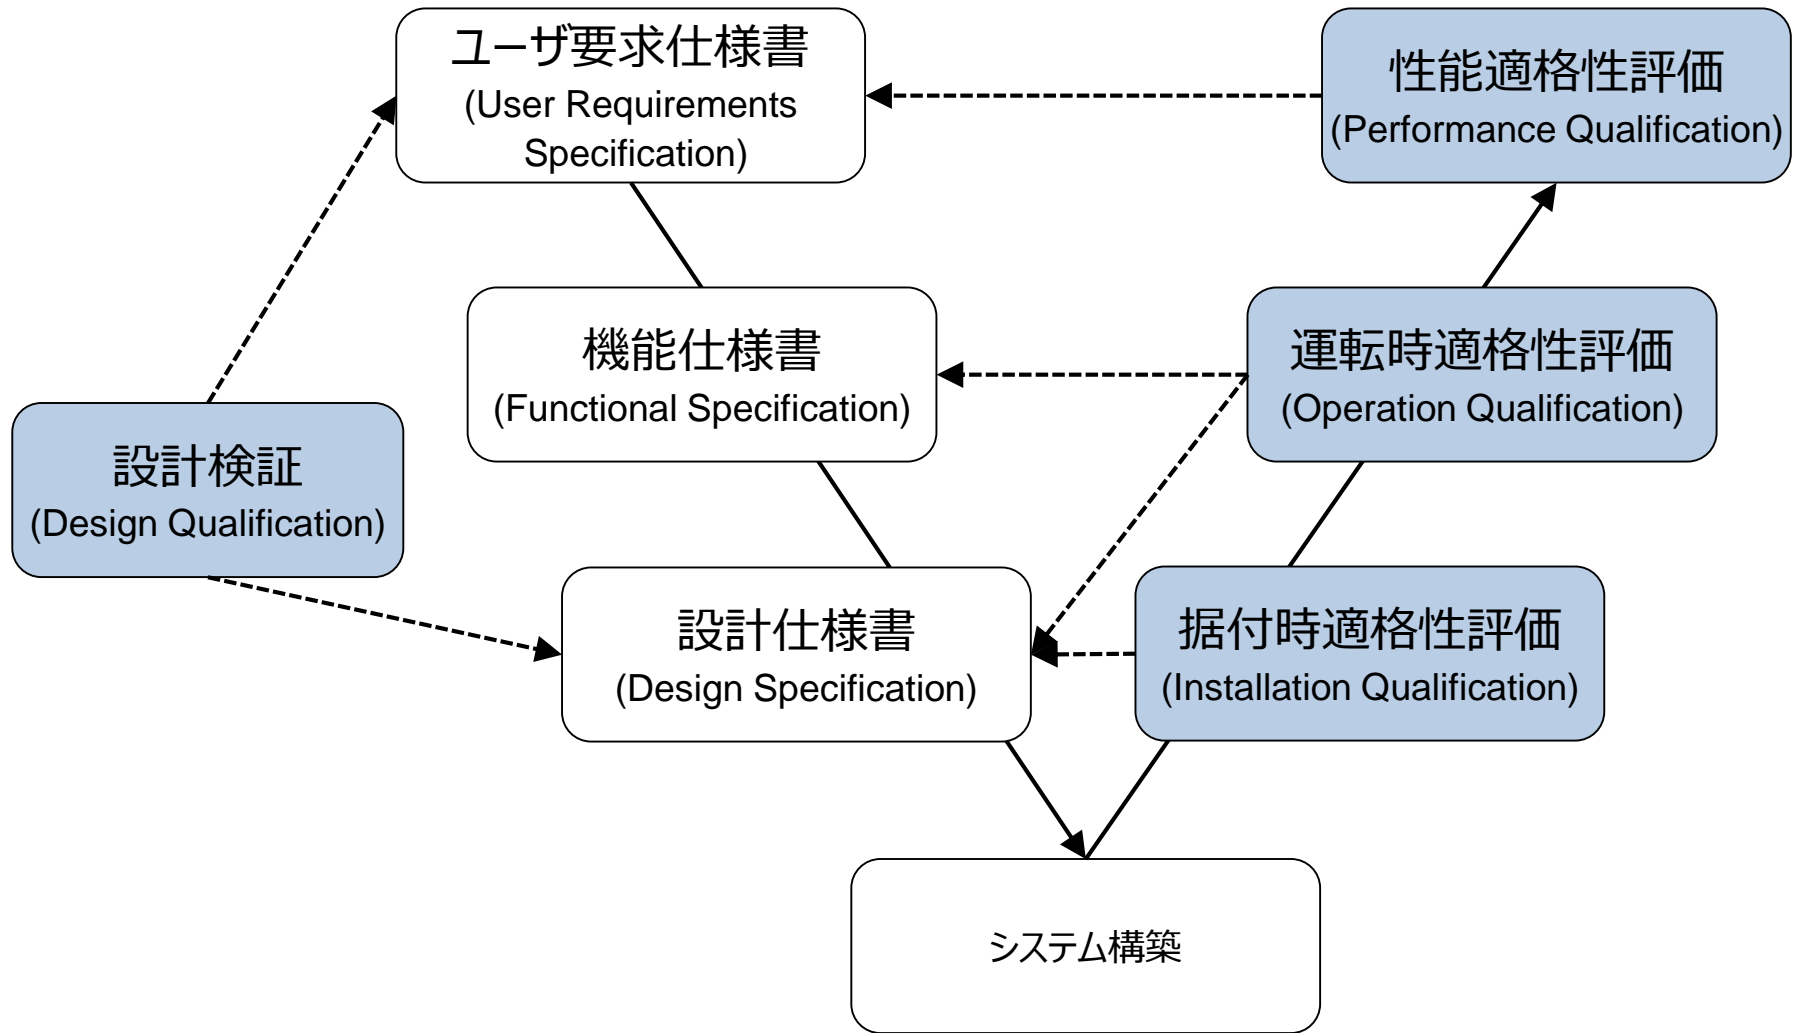 ユーザ要求仕様書
(User Requirements
Specification)
性能適格性評価
(Performance Qualification)
機能仕様書
(Functional Specification)
運転時適格性評価
(Operation Qualification)
設計検証
(Design Qualification)
設計仕様書
(Design Specification)
据付時適格性評価
(Installation Qualification)
システム構築